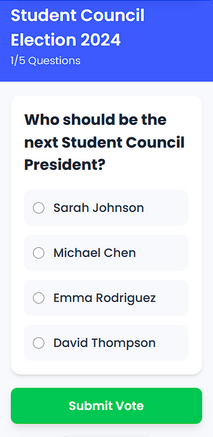 Student Council
Election 2024
1/5 Questions
Who should be the
next Student Council
President?
Sarah Johnson
Michael Chen
Emma Rodriguez
David Thompson
Submit Vote